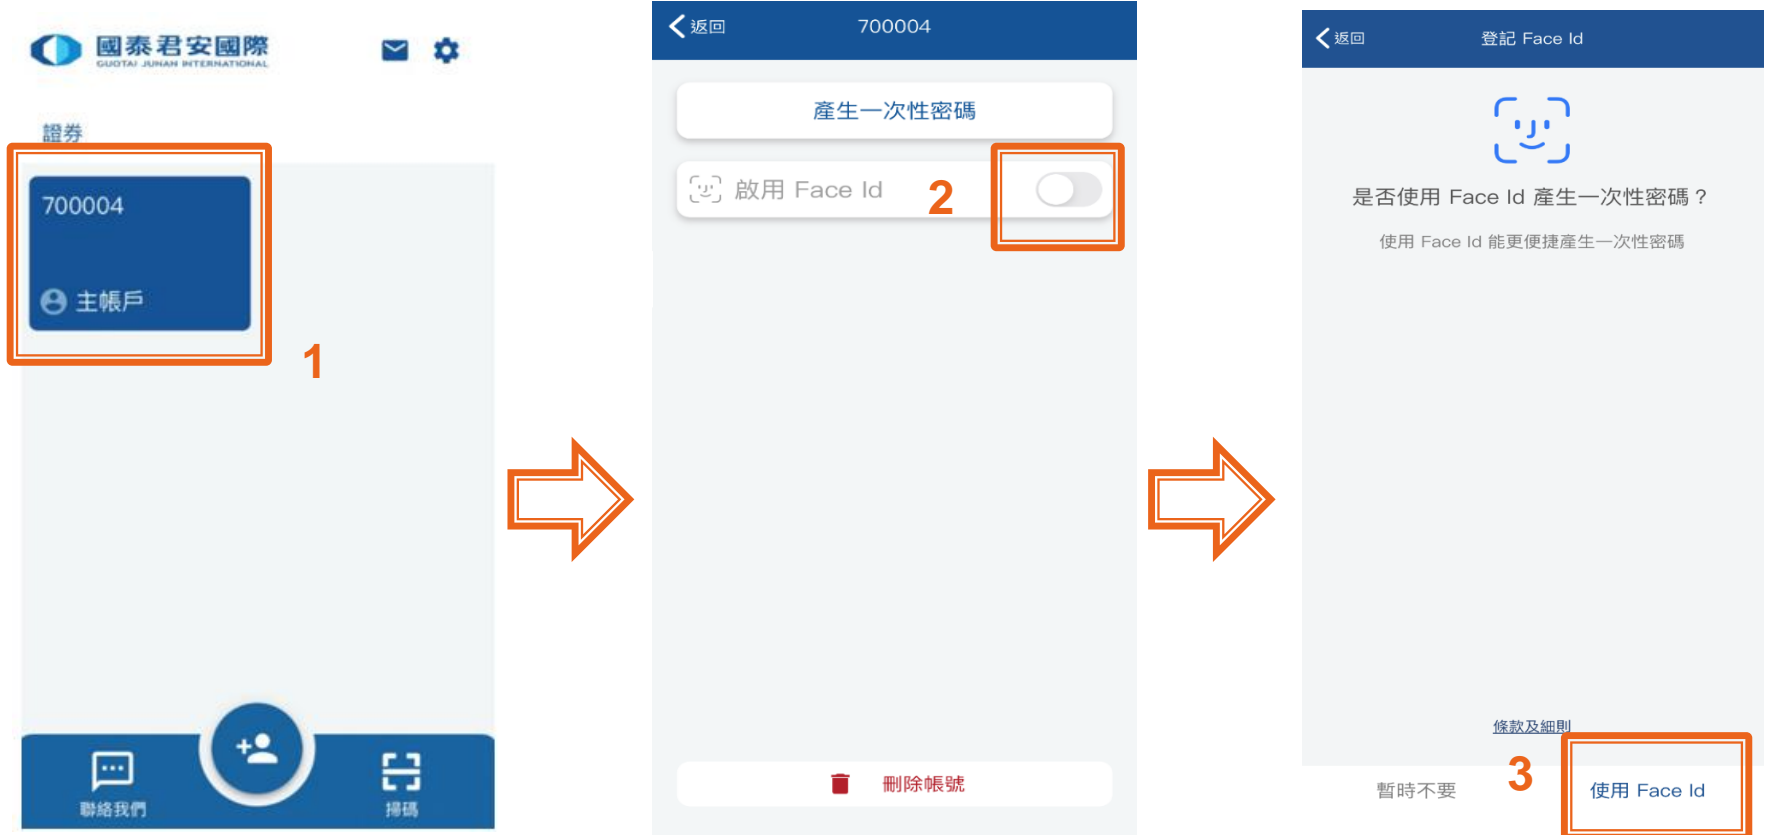 國泰君安國際
GUOTAI JUNAN INTERNATIONAL
證券
700004
主帳戶
1
聯絡我們
掃碼
返回
700004
產生一次性密碼
啟用 Face Id
2
刪除帳號
返回
登記 Face Id
是否使用 Face Id 產生一次性密碼？
使用 Face Id 能更便捷產生一次性密碼
條款及細則
3
暫時不要
使用 Face Id